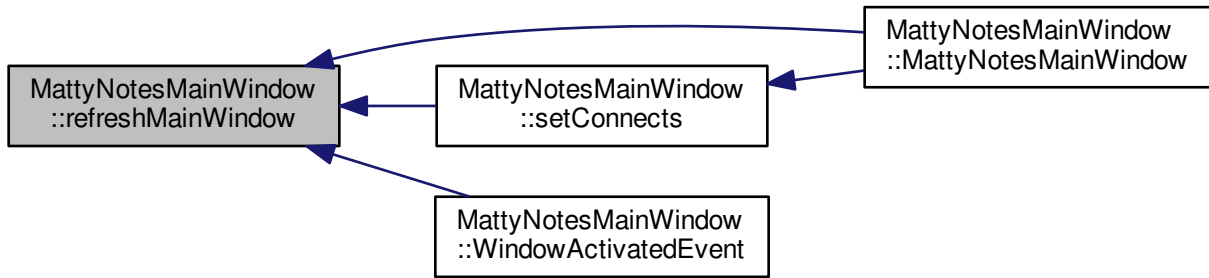 MattyNotesMainWindow
::refreshMainWindow
MattyNotesMainWindow
::MattyNotesMainWindow
MattyNotesMainWindow
::setConnects
MattyNotesMainWindow
::WindowActivatedEvent